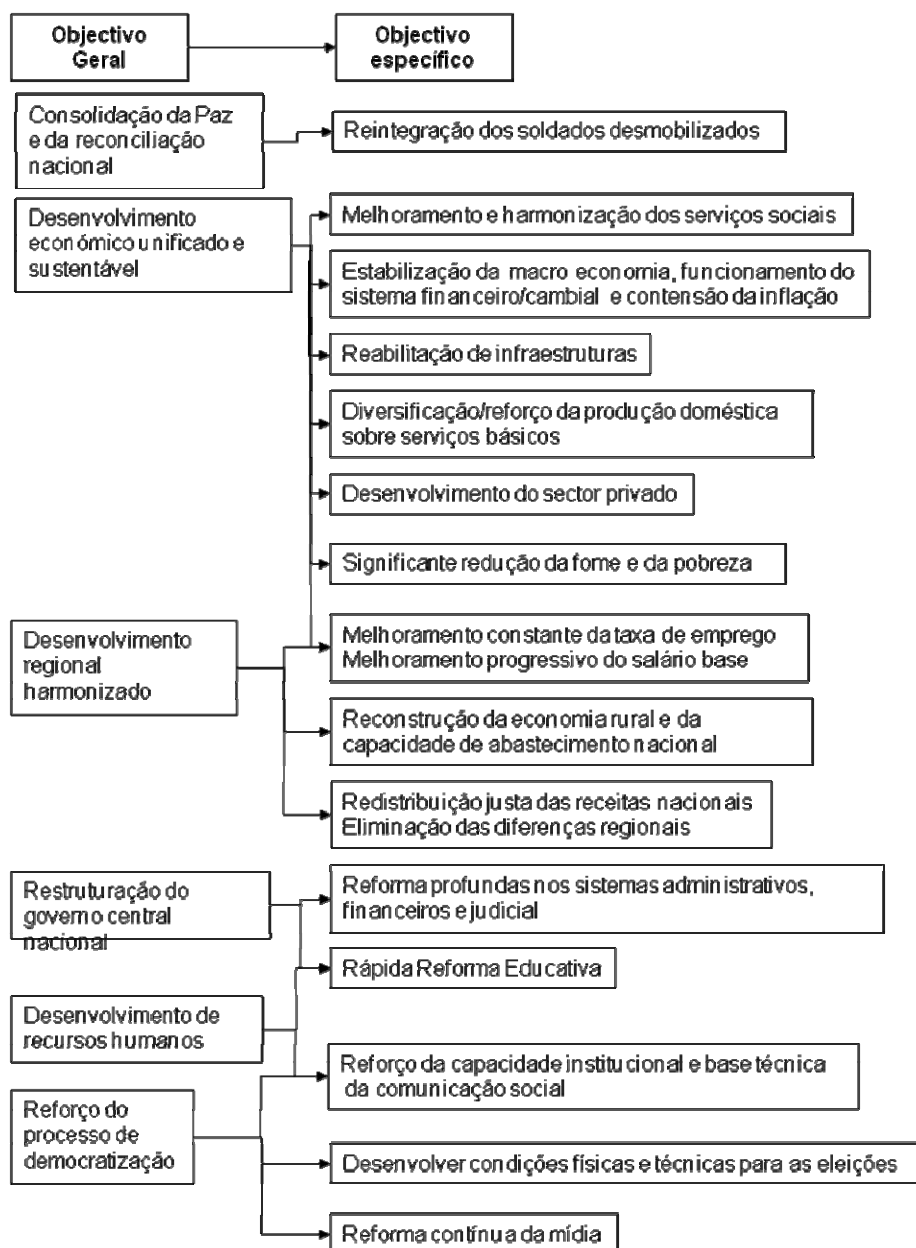 Objectivo
Geral
Objectivo
específico
Consolidação da Paz
e da reconciliação
nacional
Reintegração dos soldados desmobilizados
Desenvolvimento
económico unificado e
sustentável
Melhoramento e harmonização dos serviços sociais
Estabilização da macro economia, funcionamento do
sistema financeiro/cambial e contensão da inflação
Reabilitação de infraestruturas
Diversificação/reforço da produção doméstica
sobre serviços básicos
Desenvolvimento do sector privado
Significante redução da fome e da pobreza
Desenvolvimento
regional
harmonizado
Melhoramento constante da taxa de emprego
Melhoramento progressivo do salário base
Reconstrução da economia rural e da
capacidade de abastecimento nacional
Redistribuição justa das receitas nacionais
Eliminação das diferenças regionais
Restruturação do
governo central
nacional
Reforma profundas nos sistemas administrativos,
financeiros e judicial
Rápida Reforma Educativa
Desenvolvimento de
recursos humanos
Reforço da capacidade institucional e base técnica
da comunicação social
Reforço do
processo de
democratização
Desenvolver condições físicas e técnicas para as eleições
Reforma contínua da mídia